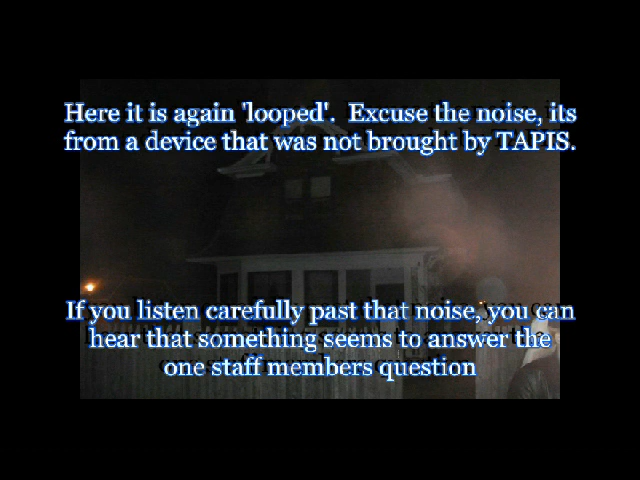 Here it is again 'looped'.  Excuse the noise, its
from a device that was not brought by TAPIS.
If you listen carefully past that noise, you can
hear that something seems to answer the
one staff members question